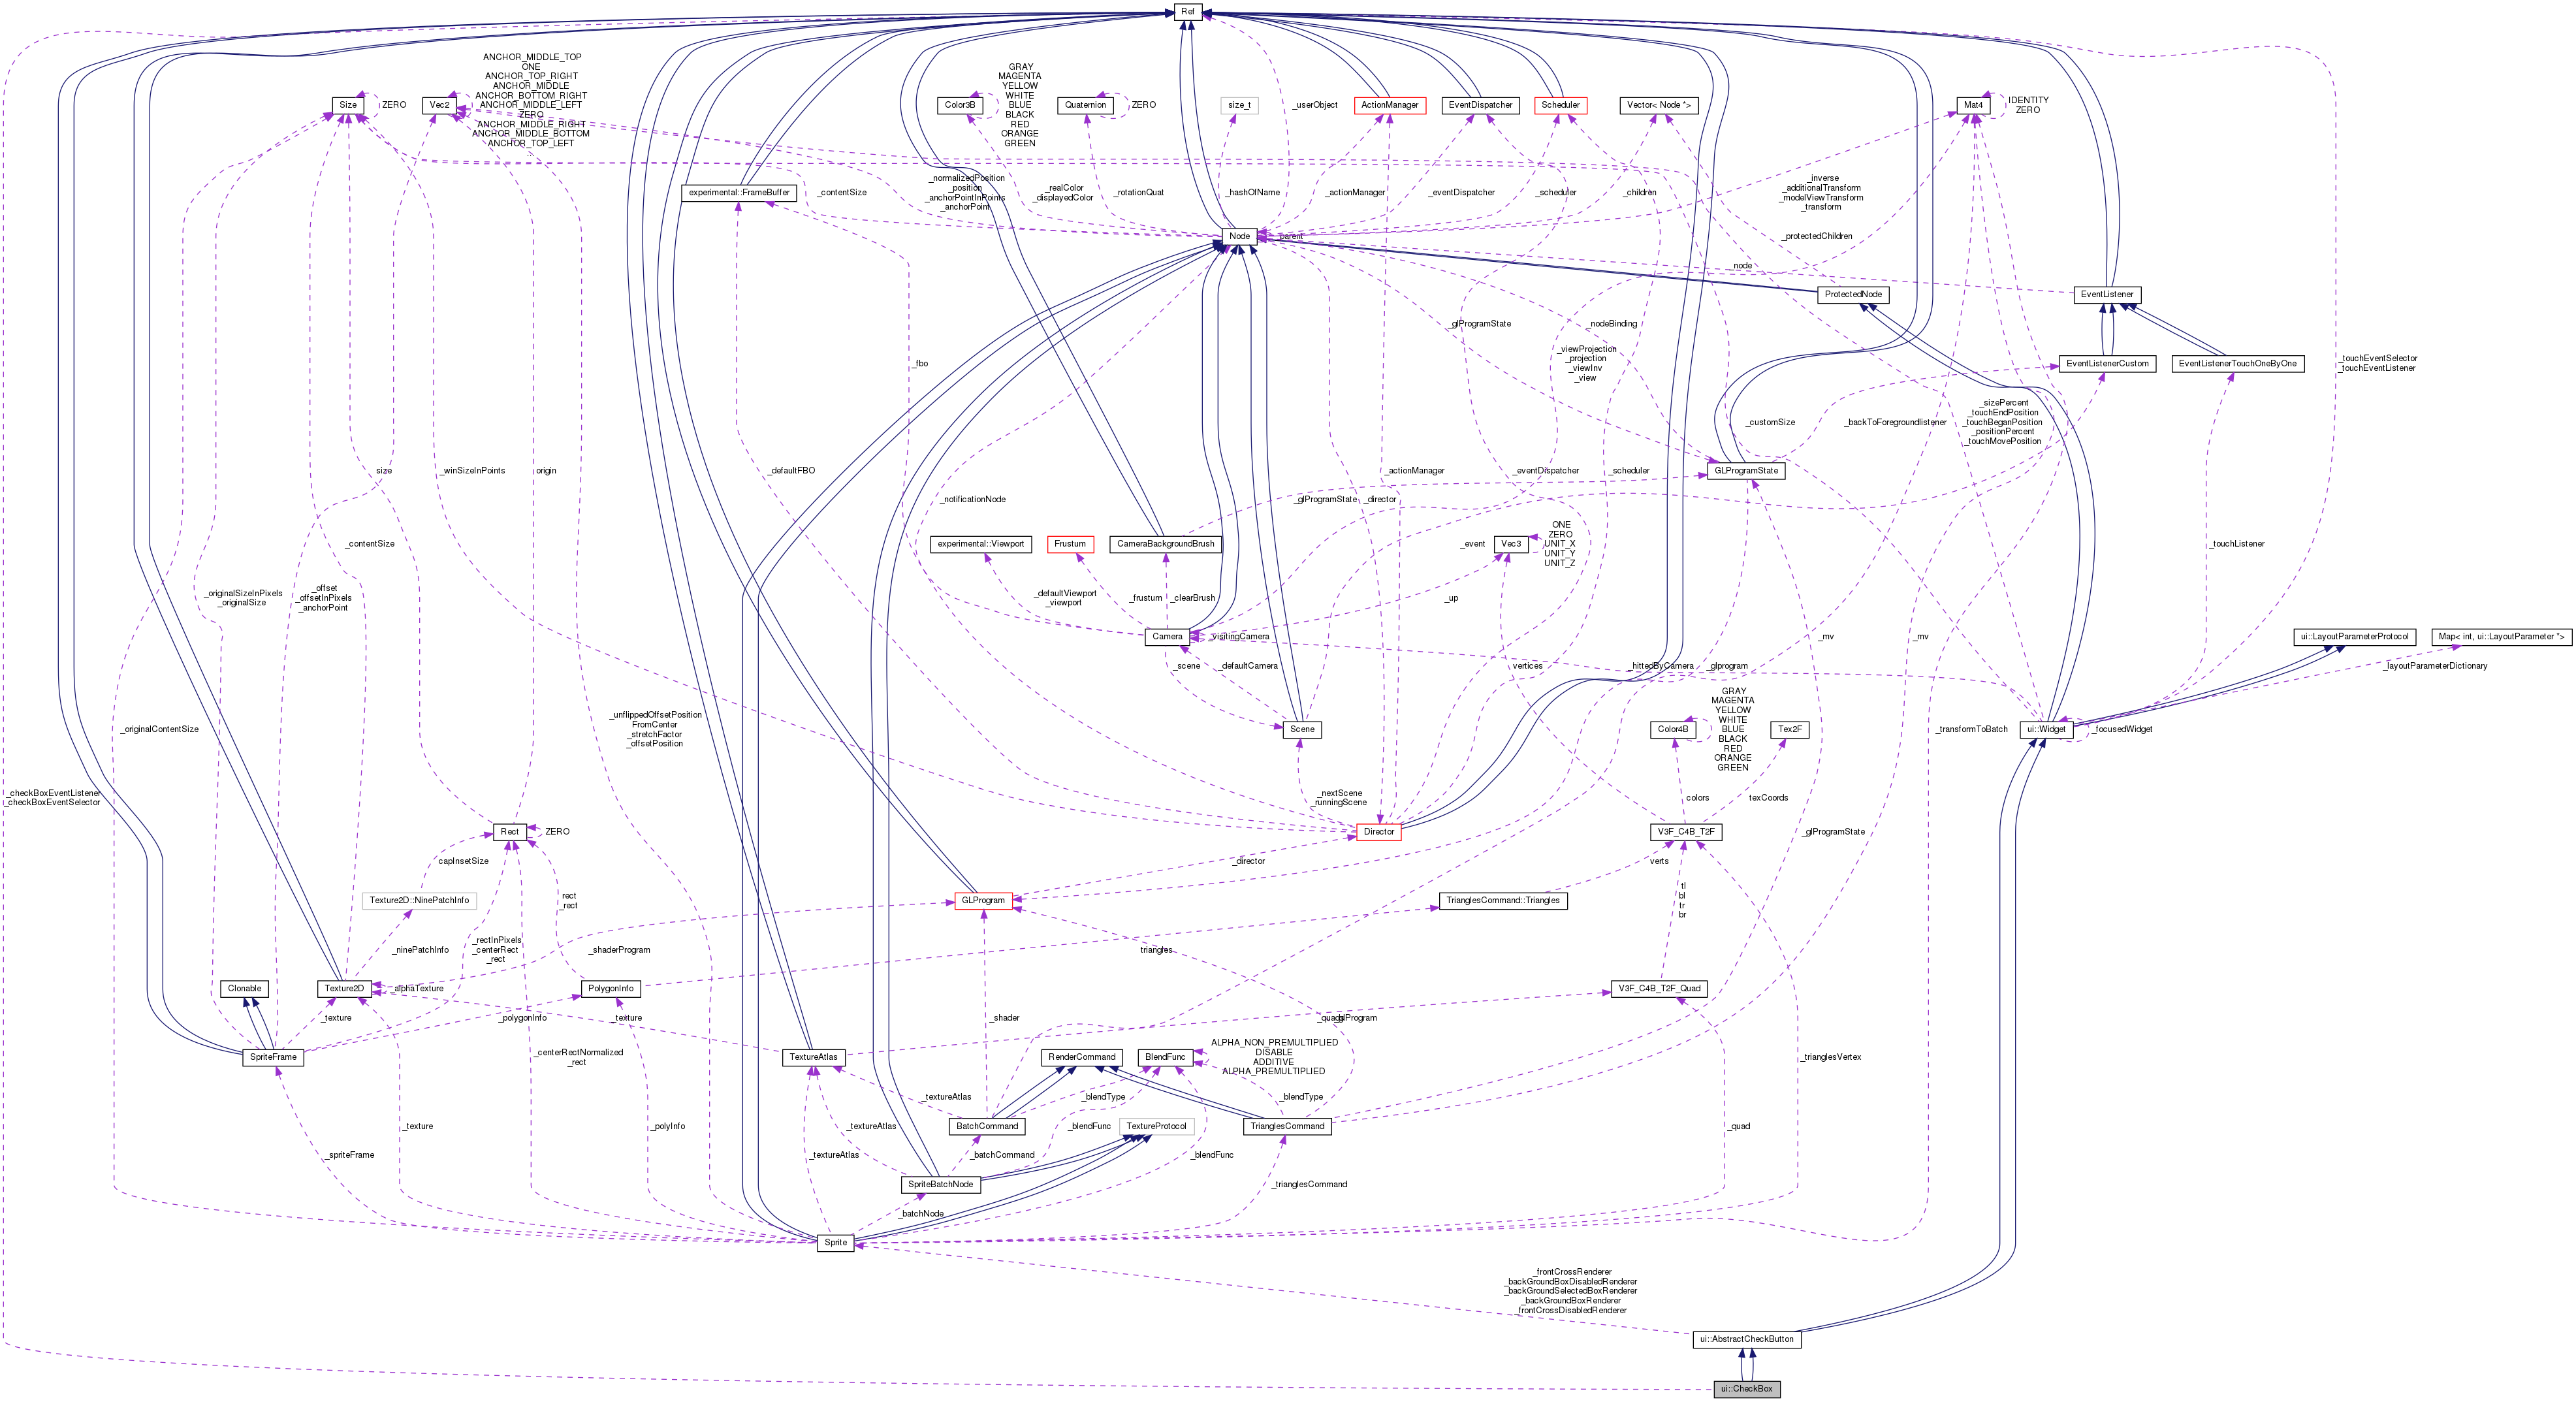 Ref
ANCHOR_MIDDLE_TOP
ONE
ANCHOR_TOP_RIGHT
ANCHOR_MIDDLE
ANCHOR_BOTTOM_RIGHT
ANCHOR_MIDDLE_LEFT
ZERO
ANCHOR_MIDDLE_RIGHT
ANCHOR_MIDDLE_BOTTOM
ANCHOR_TOP_LEFT
GRAY
MAGENTA
YELLOW
WHITE
BLUE
BLACK
RED
ORANGE
GREEN
Size
ZERO
Vec2
Color3B
Quaternion
ZERO
size_t
_userObject
ActionManager
EventDispatcher
Scheduler
Vector< Node *>
Mat4
IDENTITY
ZERO
experimental::FrameBuffer
_contentSize
_normalizedPosition
_position
_anchorPointInPoints
_anchorPoint
_realColor
_displayedColor
_rotationQuat
_hashOfName
_actionManager
_eventDispatcher
_scheduler
_children
_inverse
_additionalTransform
_modelViewTransform
_transform
Node
_parent
_protectedChildren
_node
ProtectedNode
EventListener
_glProgramState
_nodeBinding
_fbo
_viewProjection
_projection
_viewInv
_view
EventListenerCustom
EventListenerTouchOneByOne
_touchEventSelector
_touchEventListener
_customSize
_backToForegroundlistener
_sizePercent
_touchEndPosition
_touchBeganPosition
_positionPercent
_touchMovePosition
size
_winSizeInPoints
origin
_defaultFBO
_actionManager
_eventDispatcher
_scheduler
GLProgramState
_notificationNode
_glProgramState
_director
_contentSize
experimental::Viewport
Frustum
CameraBackgroundBrush
_event
Vec3
ONE
ZERO
UNIT_X
UNIT_Y
UNIT_Z
_touchListener
_originalSizeInPixels
_originalSize
_offset
_offsetInPixels
_anchorPoint
_defaultViewport
_viewport
_frustum
_clearBrush
_up
Camera
_visitingCamera
_mv
_mv
ui::LayoutParameterProtocol
Map< int, ui::LayoutParameter *>
_scene
_defaultCamera
vertices
_hittedByCamera
_glprogram
_layoutParameterDictionary
_originalContentSize
_unflippedOffsetPosition
FromCenter
_stretchFactor
_offsetPosition
Scene
Color4B
GRAY
MAGENTA
YELLOW
WHITE
BLUE
BLACK
RED
ORANGE
GREEN
Tex2F
_transformToBatch
ui::Widget
_focusedWidget
_checkBoxEventListener
_checkBoxEventSelector
_nextScene
_runningScene
colors
texCoords
Rect
ZERO
Director
V3F_C4B_T2F
_glProgramState
capInsetSize
_director
verts
Texture2D::NinePatchInfo
rect
_rect
GLProgram
TrianglesCommand::Triangles
tl
bl
tr
br
_ninePatchInfo
_rectInPixels
_centerRect
_rect
_shaderProgram
triangles
Clonable
Texture2D
_alphaTexture
PolygonInfo
V3F_C4B_T2F_Quad
_texture
_polygonInfo
_texture
_shader
_quads
_glProgram
SpriteFrame
_centerRectNormalized
_rect
TextureAtlas
RenderCommand
BlendFunc
ALPHA_NON_PREMULTIPLIED
DISABLE
ADDITIVE
ALPHA_PREMULTIPLIED
_trianglesVertex
_textureAtlas
_blendType
_blendType
_texture
_polyInfo
_textureAtlas
BatchCommand
_blendFunc
TextureProtocol
TrianglesCommand
_quad
_spriteFrame
_textureAtlas
_batchCommand
_blendFunc
SpriteBatchNode
_trianglesCommand
_batchNode
Sprite
_frontCrossRenderer
_backGroundBoxDisabledRenderer
_backGroundSelectedBoxRenderer
_backGroundBoxRenderer
_frontCrossDisabledRenderer
ui::AbstractCheckButton
ui::CheckBox